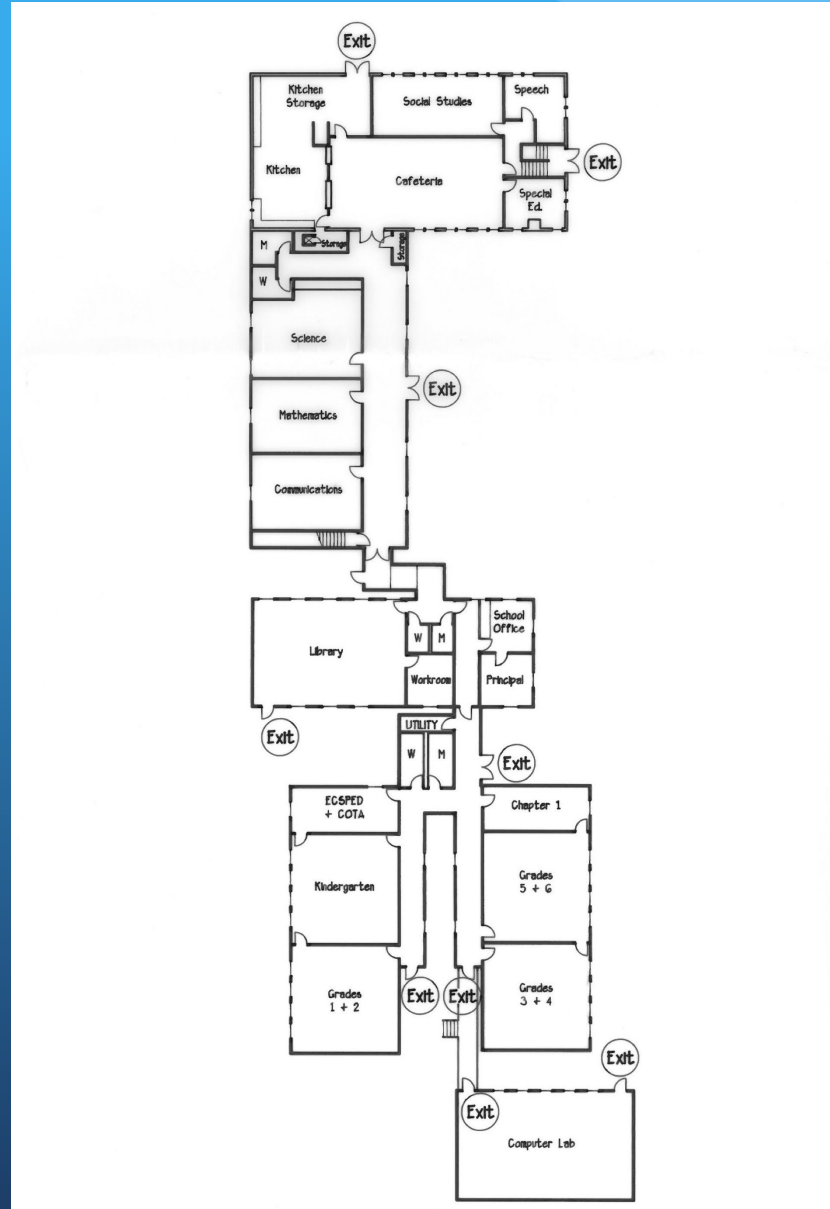 Exit
Kitchen
Storage
Social Studies
Speech
Exit
Kitchen
Cafeteria
Special
Ed.
M
Storage
Storage
W
Science
Exit
Mathematics
Communications
School
Office
W
M
Library
Workroom
Principal
UTILITY
Exit
W
M
Exit
ECSPED
+ COTA
Chapter 1
Kindergarten
Grades
5 + 6
Grades
1 + 2
Exit
Exit
Grades
3 + 4
Exit
Exit
Computer Lab